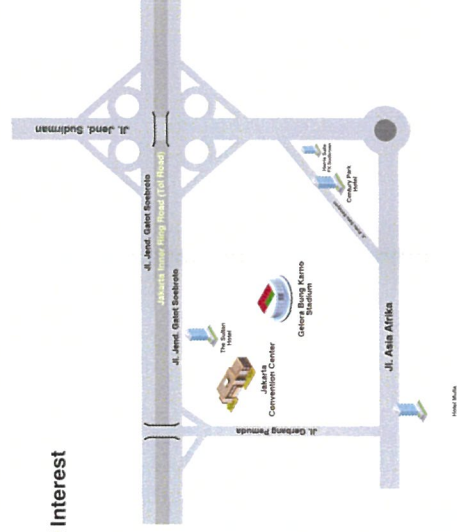 Interest
Jl. Jend. Sudirman
Jl. Jend. Gatot Soebroto
Jakarta Inner Ring Road (Tol Road)
Jl. Jend. Gatot Soebroto
The Sultan
Hotel
Jakarta
Convention Center
Gelora Bung Karno
Stadium
Century Park
Hotel
Jl. Gerbang Pemuda
Jl. Asia Afrika
Hotel Mulia